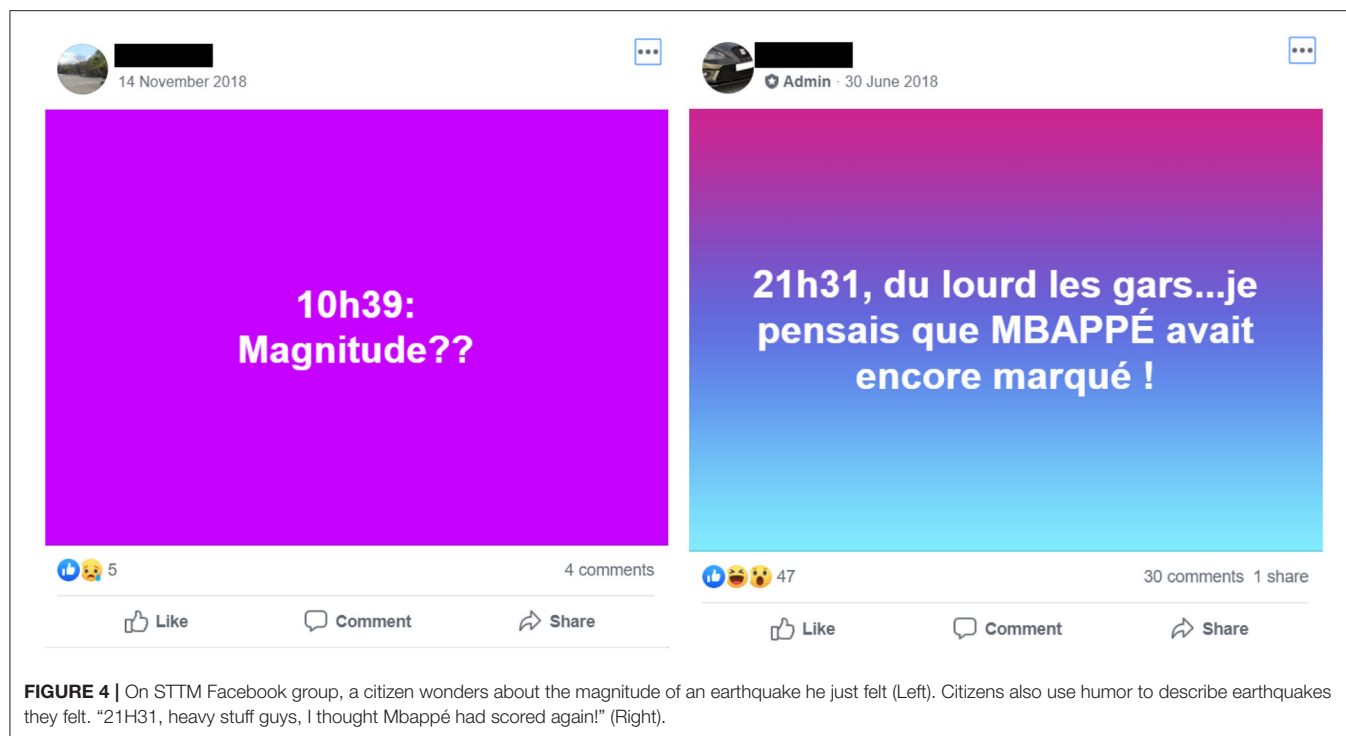 14 November 2018
10h39:
Magnitude??
5
4 comments
Like
Comment
Share
Admin · 30 June 2018
21h31, du lourd les gars...je
pensais que MBAPPÉ avait
encore marqué !
47
30 comments 1 share
Like
Comment
Share
FIGURE 4 | On STTM Facebook group, a citizen wonders about the magnitude of an earthquake he just felt (Left). Citizens also use humor to describe earthquakes
they felt. “21H31, heavy stuff guys, I thought Mbappé had scored again!” (Right).